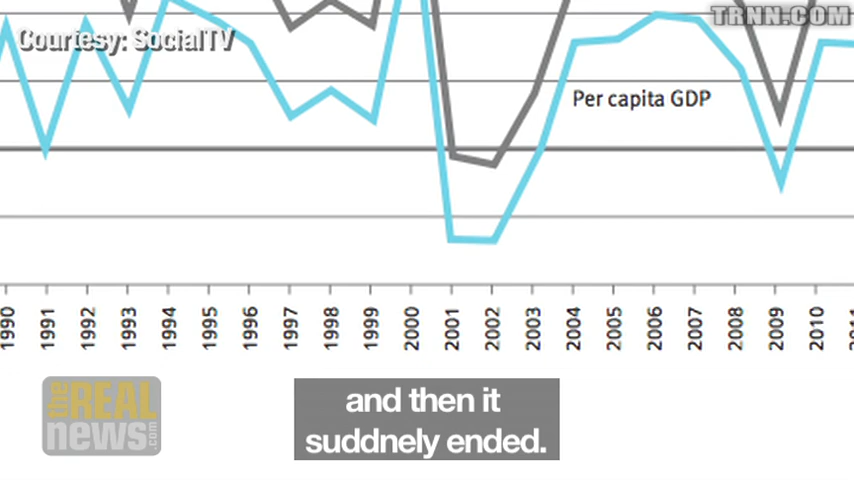 TRNN.COM
Courtesy: SocialTV
Per capita GDP
1990 1991 1992 1993 1994 1995 1996 1997 1998 1999 2000 2001 2002 2003 2004 2005 2006 2007 2008 2009 2010 2011
the REAL
news.com
and then it
suddnely ended.